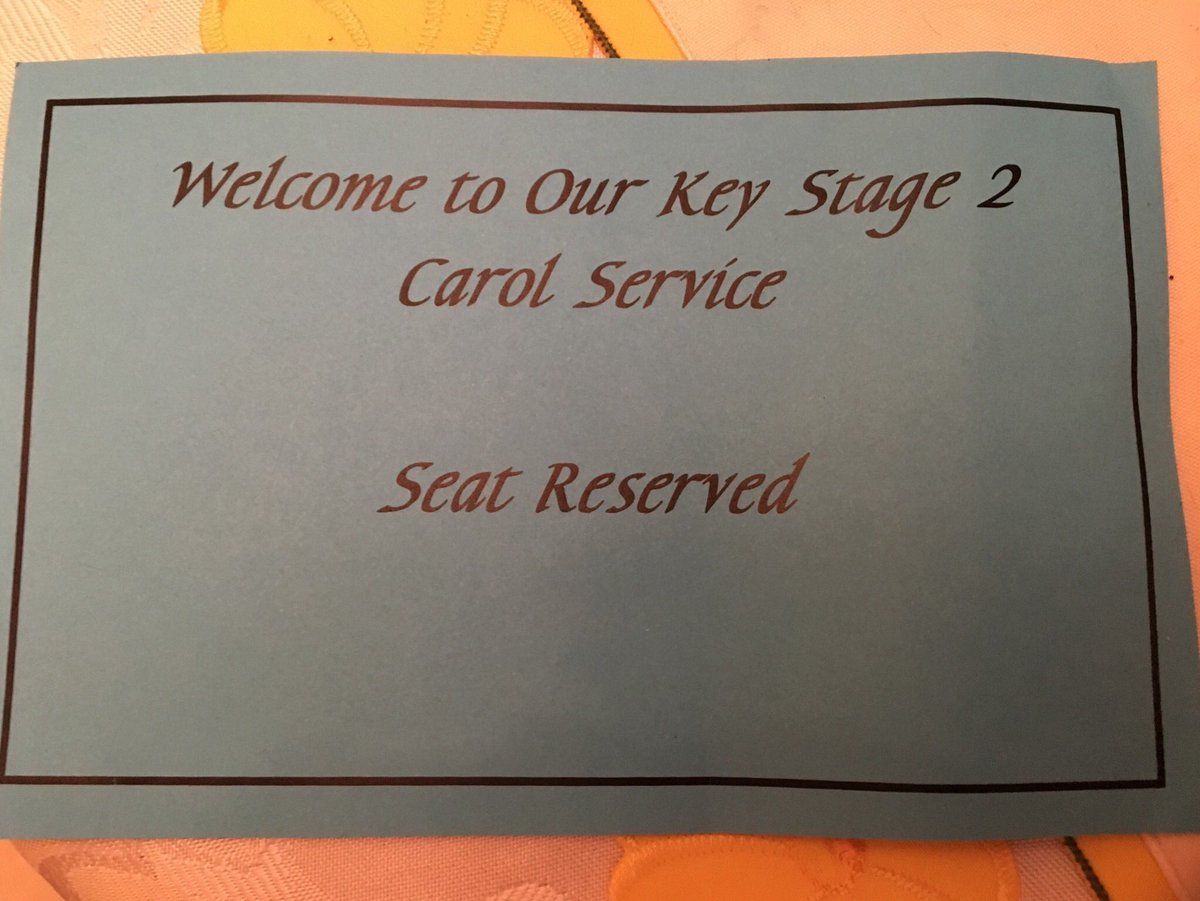 Welcome to Our Key Stage 2
Carol Service
Seat Reserved